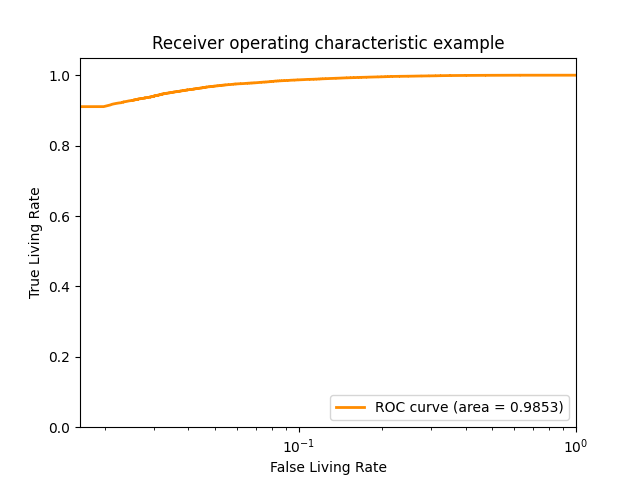 Receiver operating characteristic example
True Living Rate
1.0
0.8
0.6
0.4
0.2
0.0
ROC curve (area = 0.9853)
10⁻¹
10⁰
False Living Rate